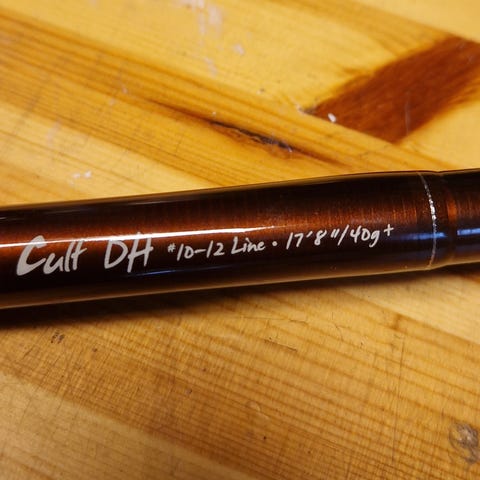 Cult DH #10-12 Line • 17'8"/40g+